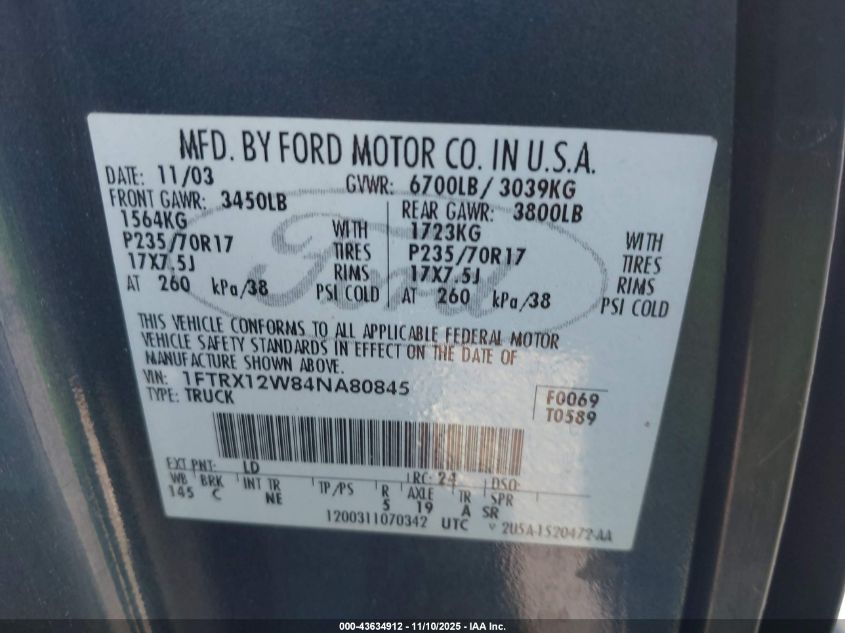 MFD. BY FORD MOTOR CO. IN U.S.A.
DATE: 11/03 GVWR: 6700LB/ 3039KG
FRONT GAWR: 3450LB REAR GAWR: 3800LB
1564KG WITH 1723KG WITH
P235/70R17 TIRES P235/70R17 TIRES
17X7.5J RIMS 17X7.5J RIMS
AT 260 kPa/38 PSI COLD AT 260 kPa/38 PSI COLD
Ford
THIS VEHICLE CONFORMS TO ALL APPLICABLE FEDERAL MOTOR
VEHICLE SAFETY STANDARDS IN EFFECT ON THE DATE OF
MANUFACTURE SHOWN ABOVE.
VIN: 1FTRX12W84NA80845 F0069
TYPE: TRUCK T0589
EXT PNT: LD RC: 24 DSO:
WB BRK INT TR TP/PS R AXLE TR SPR
145 C NE 5 19 A SR
1200311070342 UTC 2U5A-1520472-AA
000-43634912 - 11/10/2025 - IAA Inc.